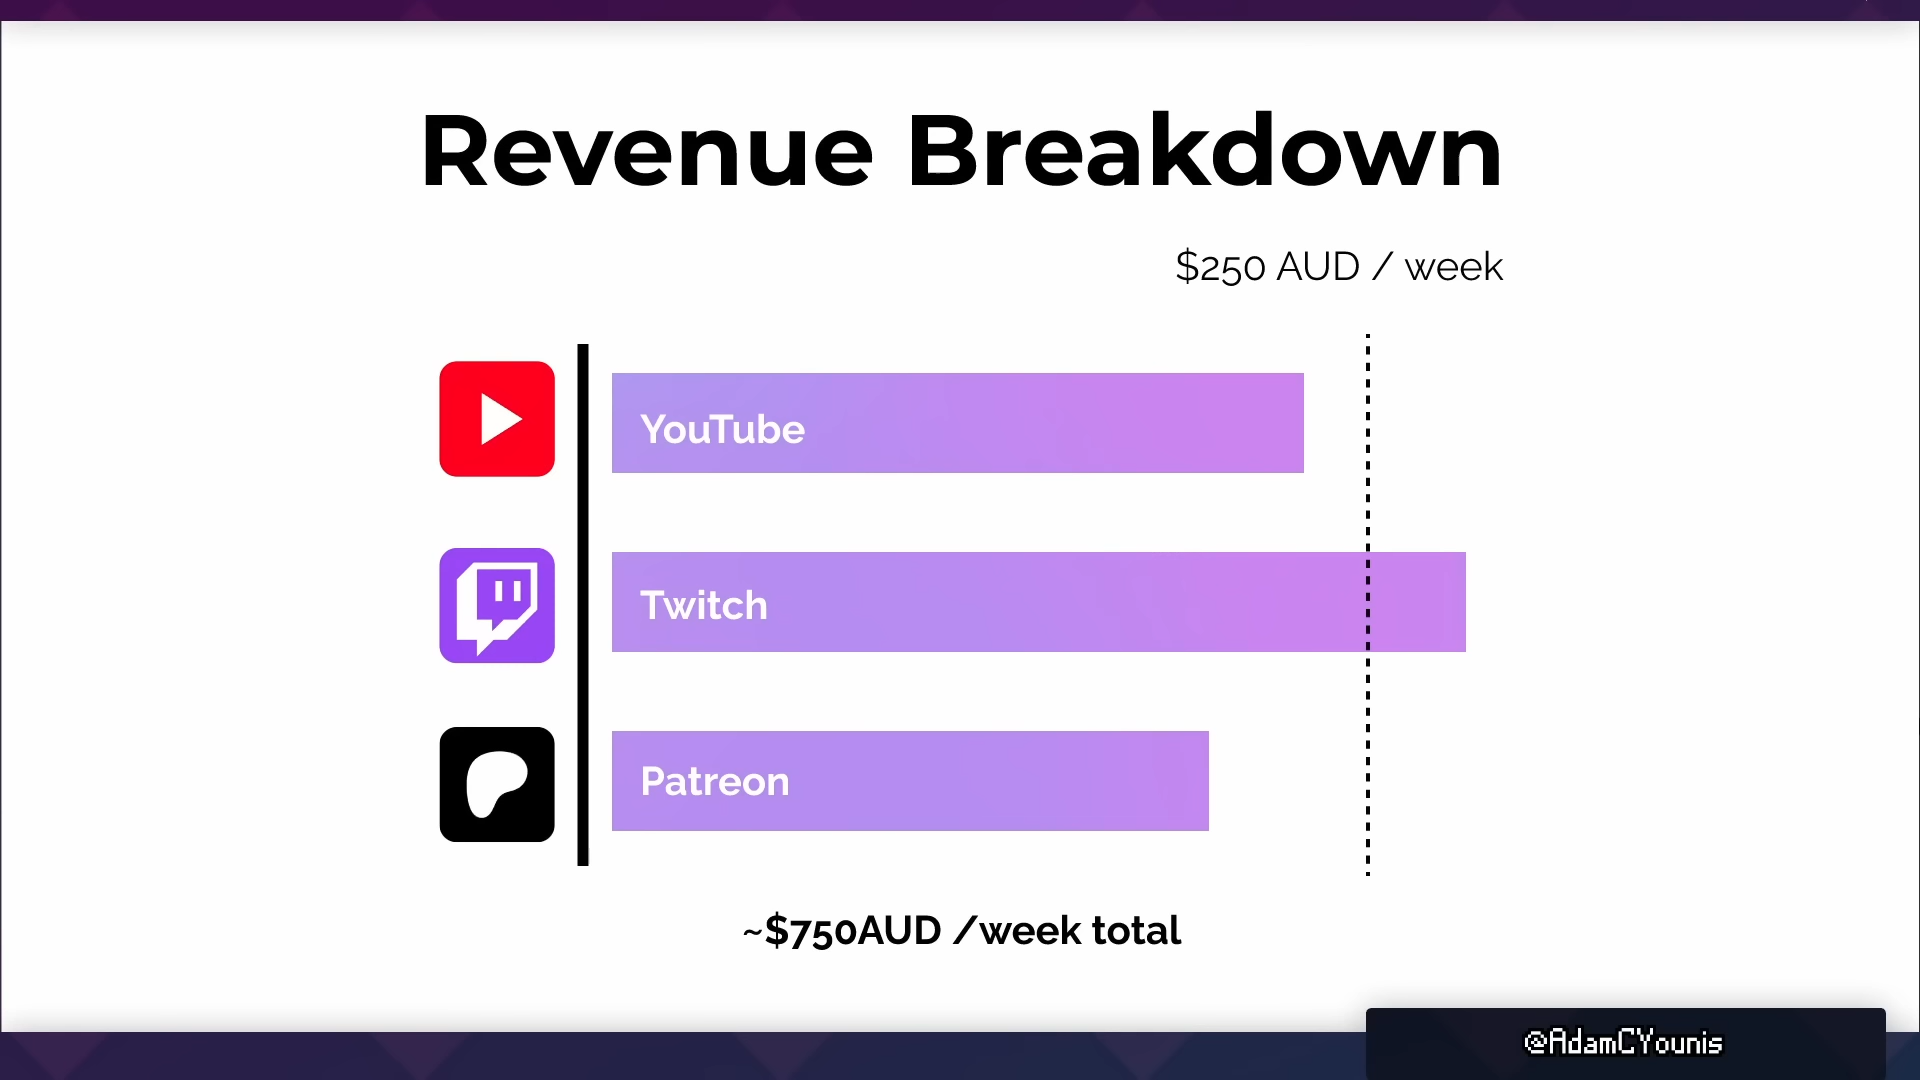 Revenue Breakdown
$250 AUD / week
YouTube
Twitch
Patreon
~$750AUD /week total
@AdamCYounis